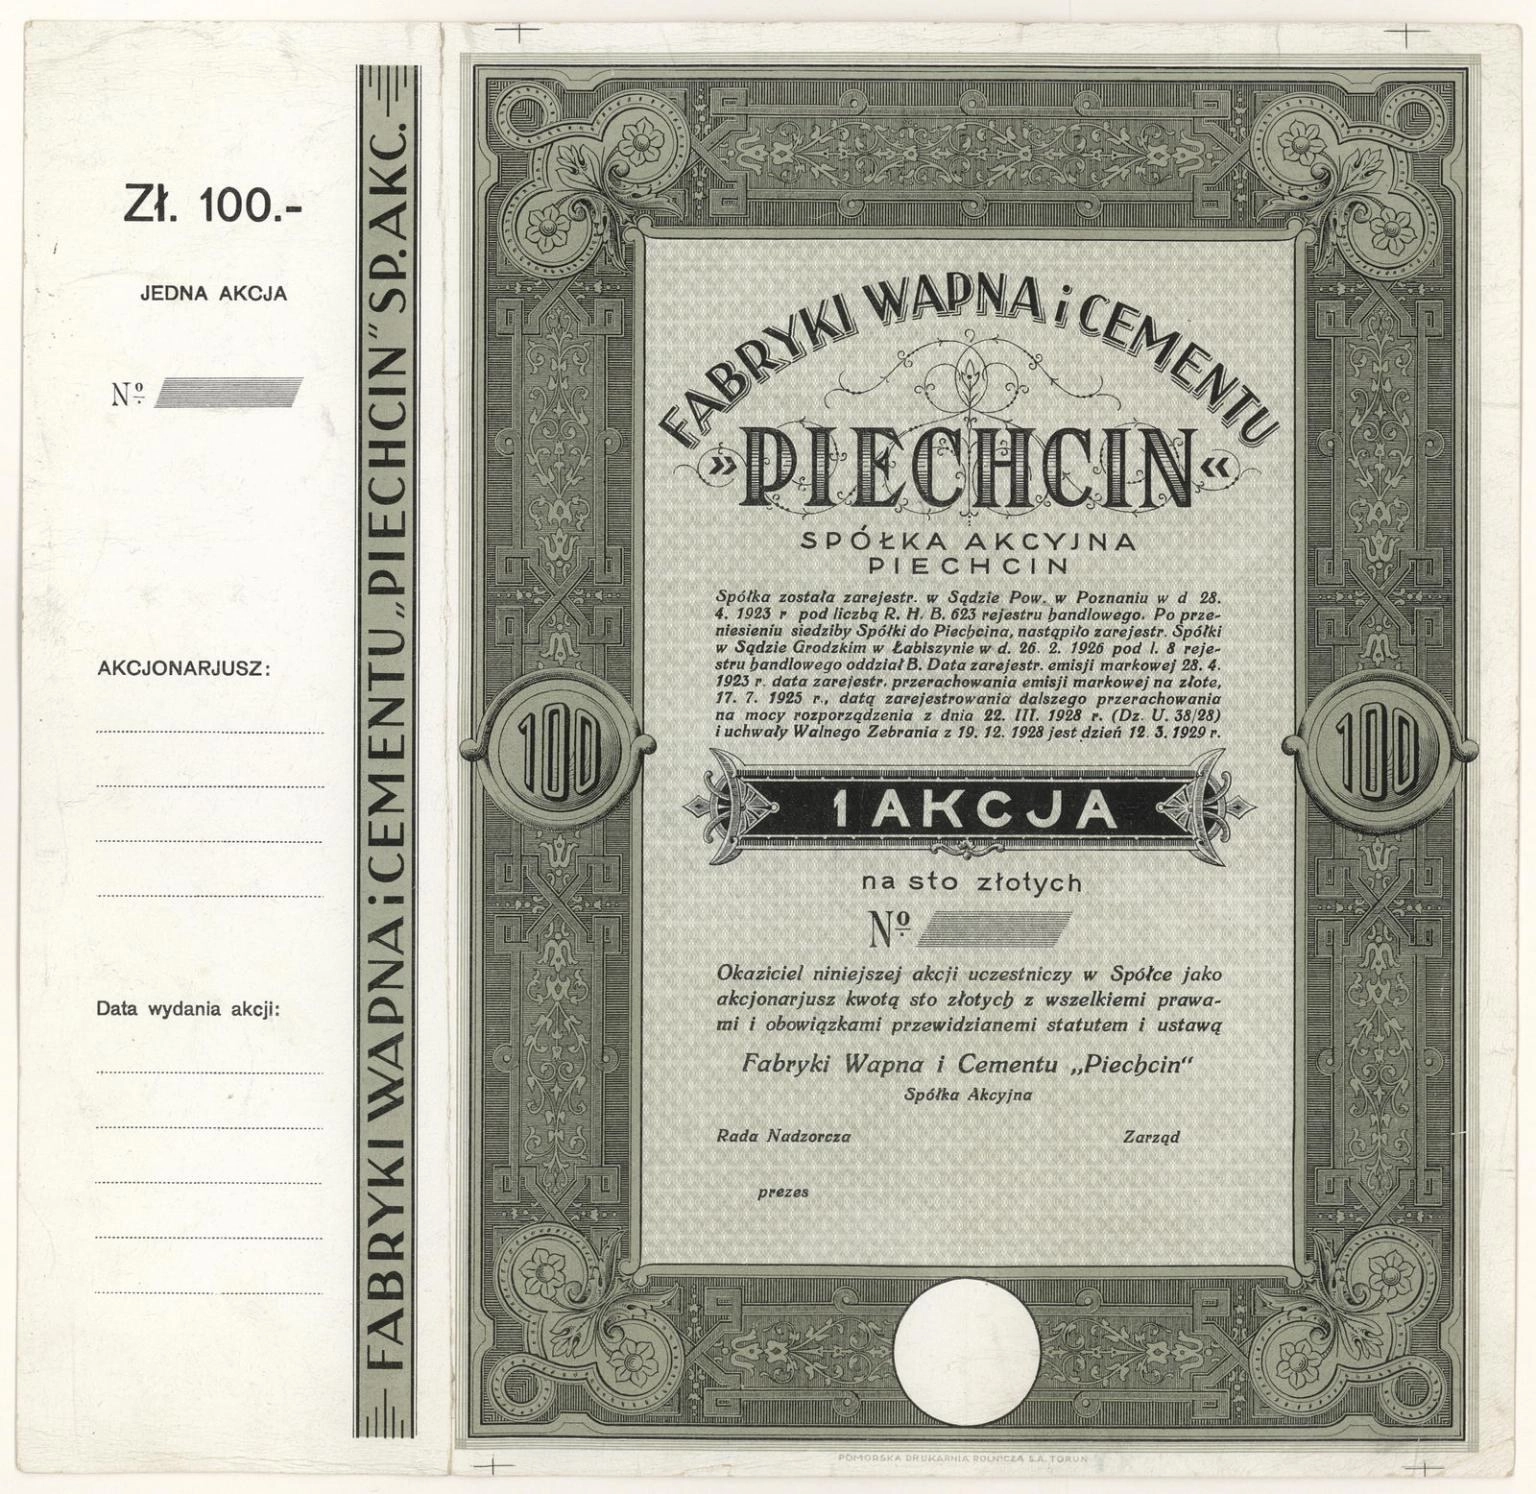 Zł. 100.-
JEDNA AKCJA
Nº
AKCJONARJUSZ:
Data wydania akcji:
FABRYKI WAPNA i CEMENTU „PIECHCIN" SP. AKC.
FABRYKI WAPNA i CEMENTU
»PIECHCIN«
SPÓŁKA AKCYJNA
PIECHCIN
Spółka została zarejestr. w Sądzie Pow. w Poznaniu w d 28.
4. 1923 r pod liczbą R. H. B. 623 rejestru handlowego. Po prze-
niesieniu siedziby Spółki do Piechcina, nastąpiło zarejestr. Spółki
w Sądzie Grodzkim w Łabiszynie w d. 26. 2. 1926 pod l. 8 reje-
stru handlowego oddział B. Data zarejestr. emisji markowej 28. 4.
1923 r. data zarejestr. przerachowania emisji markowej na złote,
17. 7. 1925 r., datą zarejestrowania dalszego przerachowania
na mocy rozporządzenia z dnia 22. III. 1928 r. (Dz. U. 38/28)
i uchwały Walnego Zebrania z 19. 12. 1928 jest dzień 12. 3. 1929 r.
100
100
1 AKCJA
na sto złotych
Nº
Okaziciel niniejszej akcji uczestniczy w Spółce jako
akcjonarjusz kwotą sto złotych z wszelkiemi prawa-
mi i obowiązkami przewidzianemi statutem i ustawą
Fabryki Wapna i Cementu „Piechcin“
Spółka Akcyjna
Rada Nadzorcza Zarząd
prezes
POMORSKA DRUKARNIA ROLNICZA S.A. TORUŃ